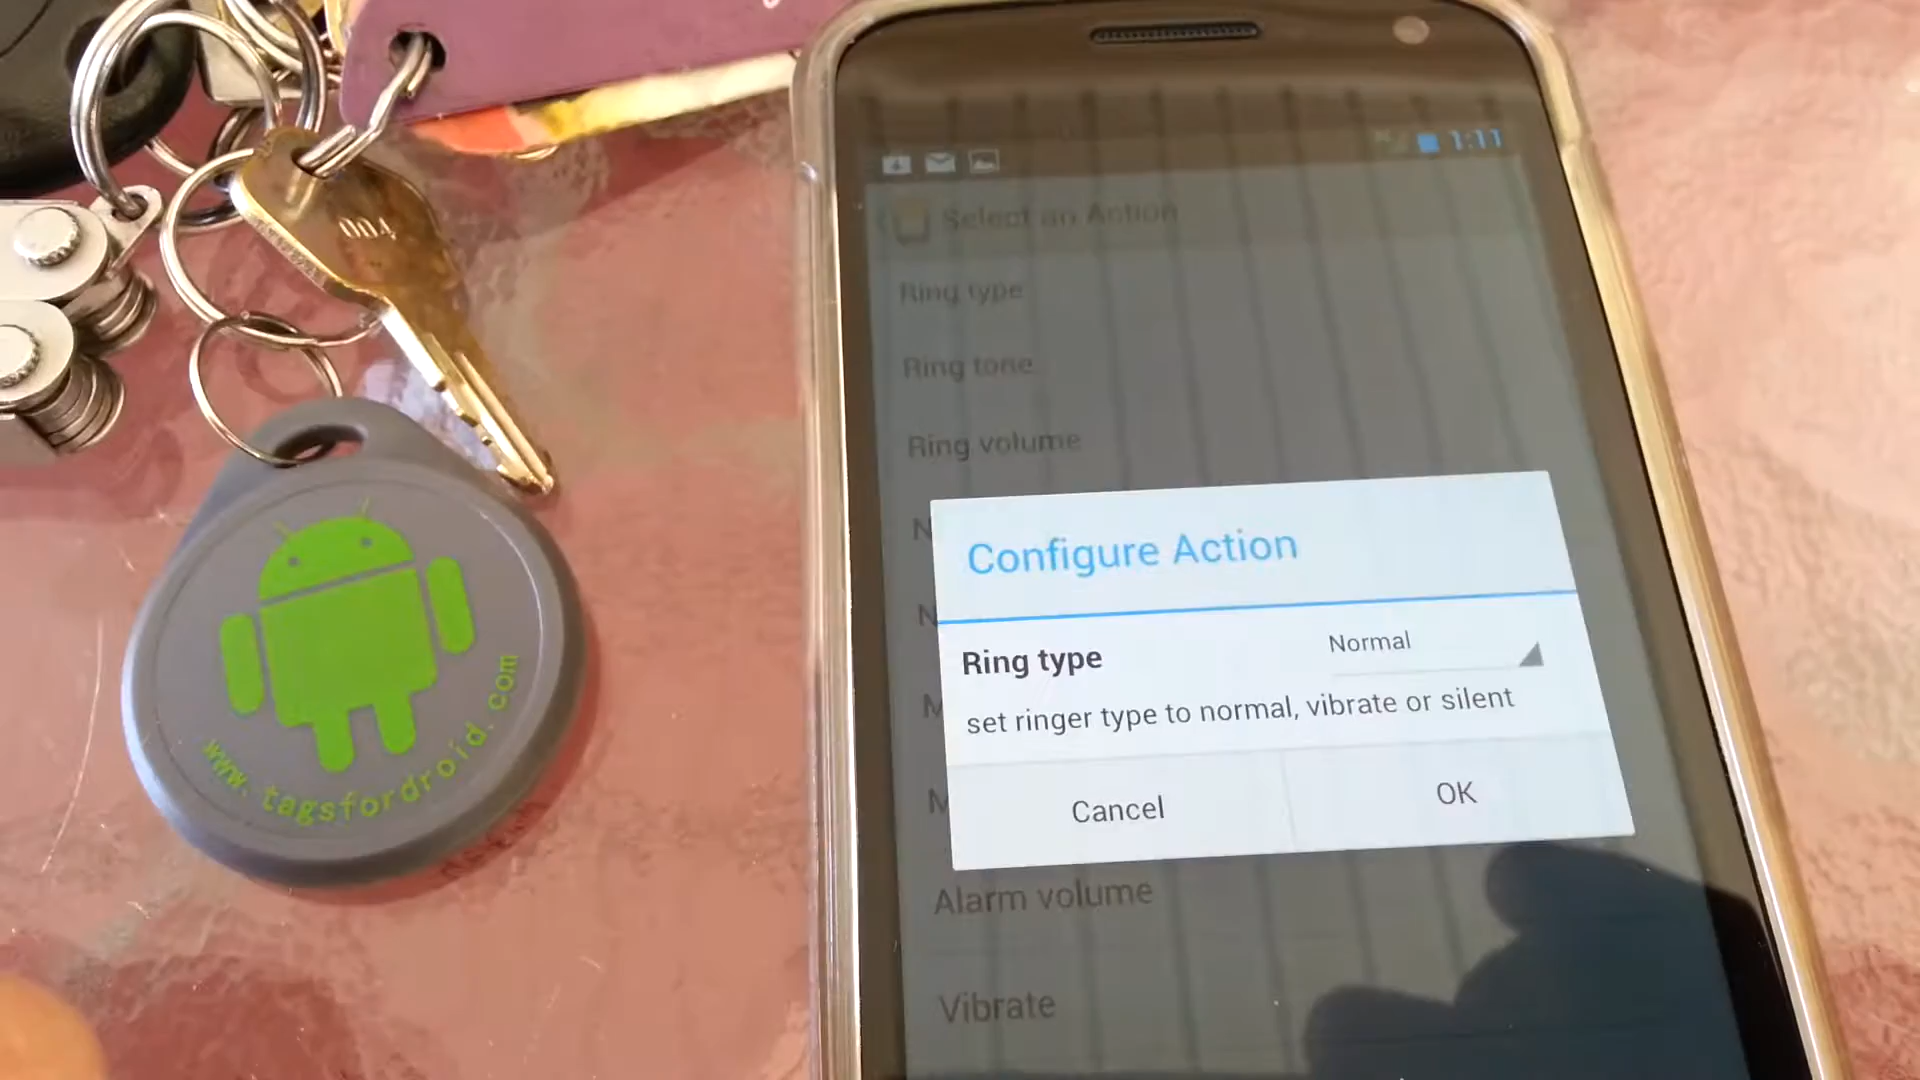 1:11
Select an Action
Ring type
Ring tone
Ring volume
N
Configure Action
N
Ring type
Normal
M
set ringer type to normal, vibrate or silent
M
Cancel
OK
Alarm volume
Vibrate
www.tagsfordroid.com